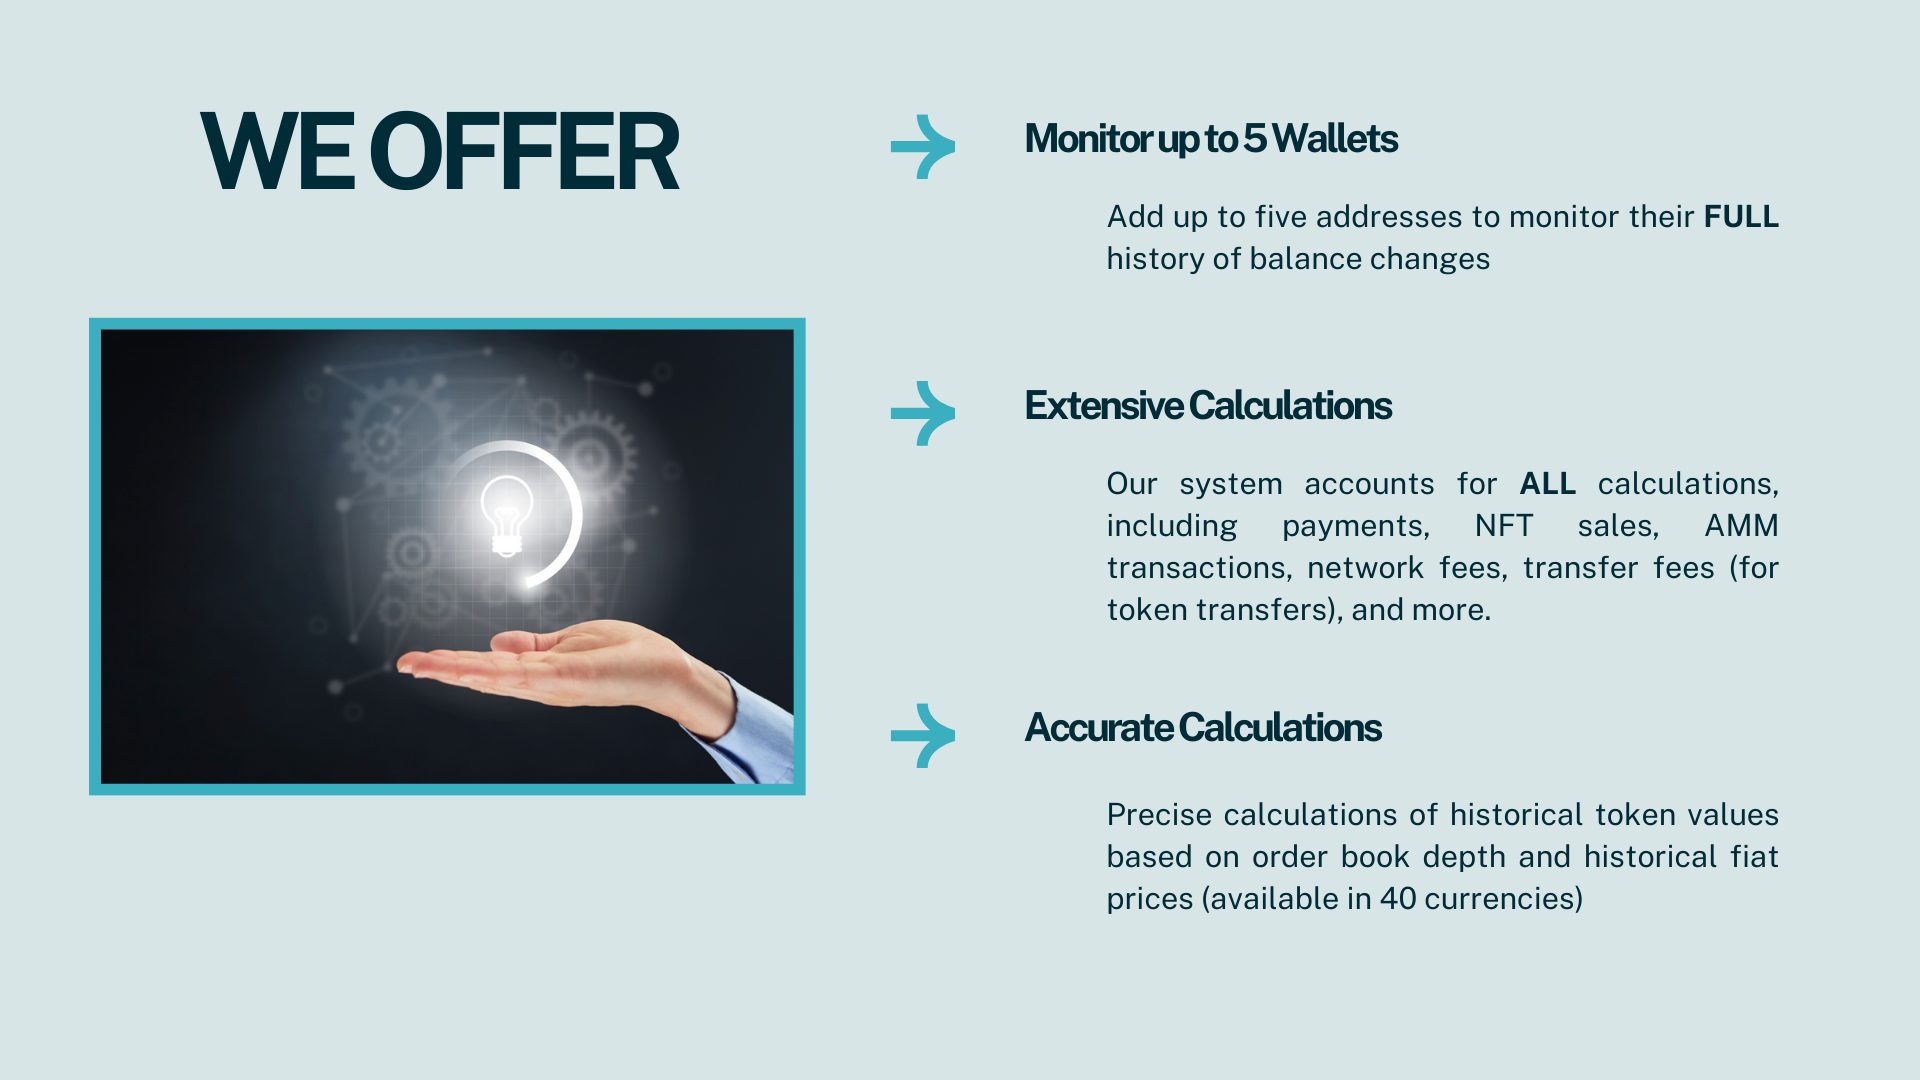 WE OFFER
Monitor up to 5 Wallets
Add up to five addresses to monitor their FULL
history of balance changes
Extensive Calculations
Our system accounts for ALL calculations,
including payments, NFT sales, AMM
transactions, network fees, transfer fees (for
token transfers), and more.
Accurate Calculations
Precise calculations of historical token values
based on order book depth and historical fiat
prices (available in 40 currencies)